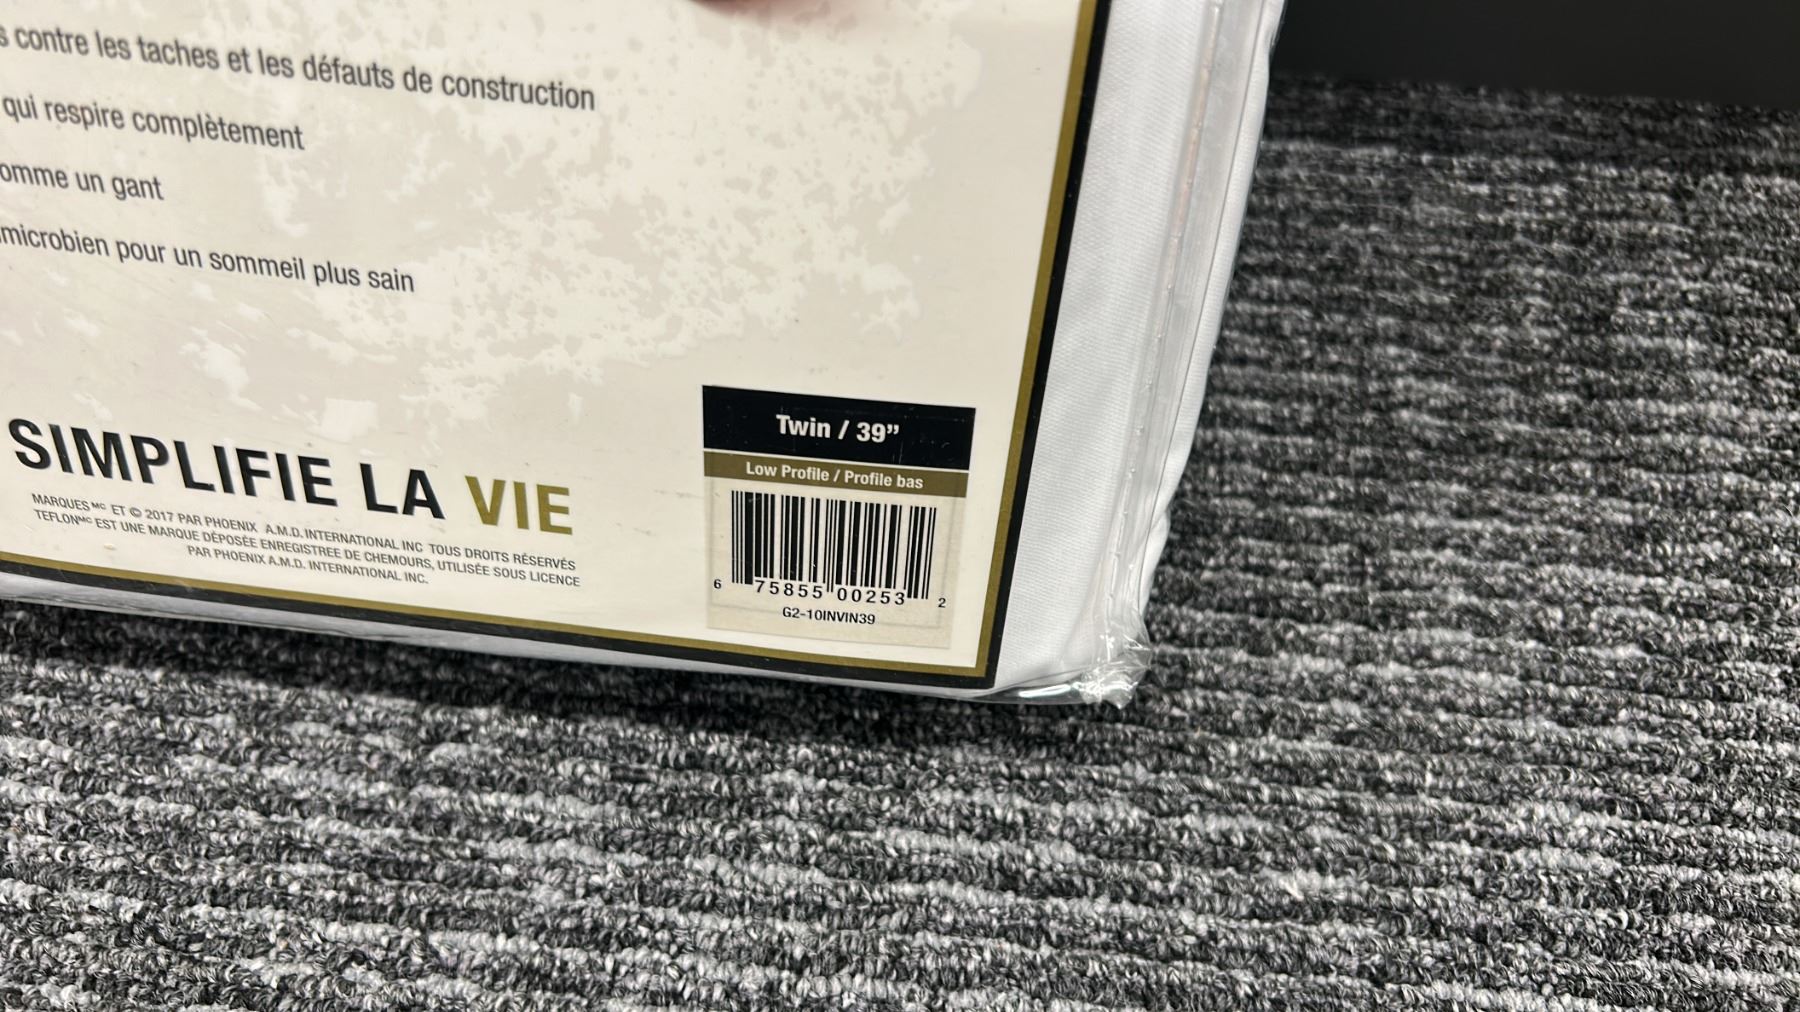 s contre les taches et les défauts de construction
qui respire complètement
omme un gant
microbien pour un sommeil plus sain
SIMPLIFIE LA VIE
MARQUES MC ET © 2017 PAR PHOENIX A.M.D. INTERNATIONAL INC TOUS DROITS RÉSERVÉS
TEFLON MC EST UNE MARQUE DÉPOSÉE ENREGISTREE DE CHEMOURS, UTILISÉE SOUS LICENCE
PAR PHOENIX A.M.D. INTERNATIONAL INC.
Twin / 39”
Low Profile / Profile bas
6 75855 00253 2
G2-10INVIN39